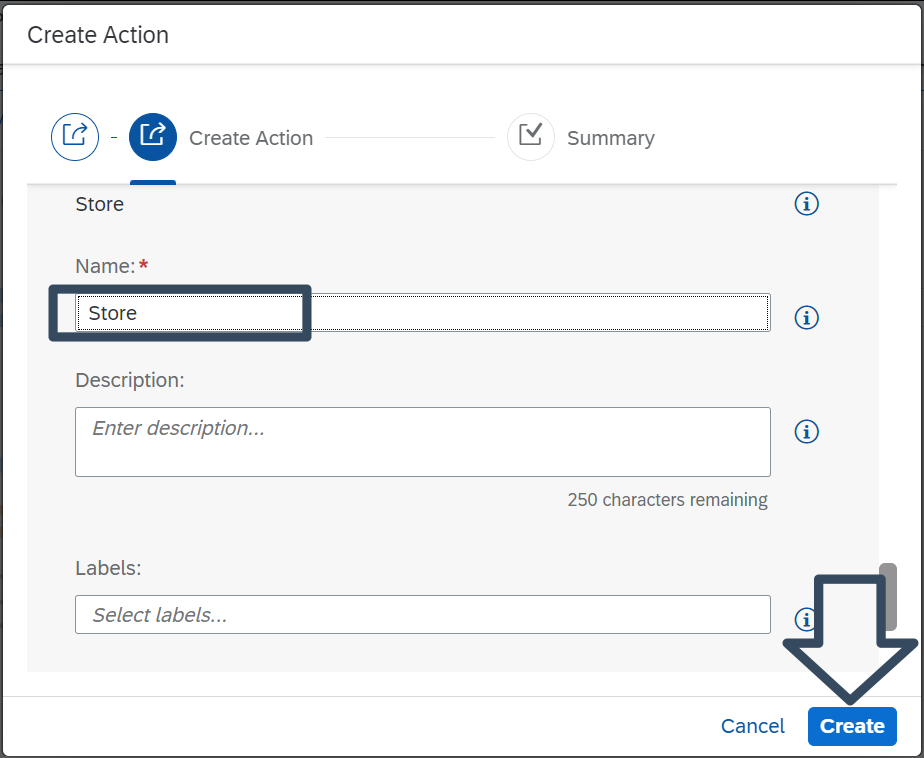 Create Action
Create Action
Summary
Store
Name:*
Store
Description:
Enter description...
250 characters remaining
Labels:
Select labels...
Cancel
Create